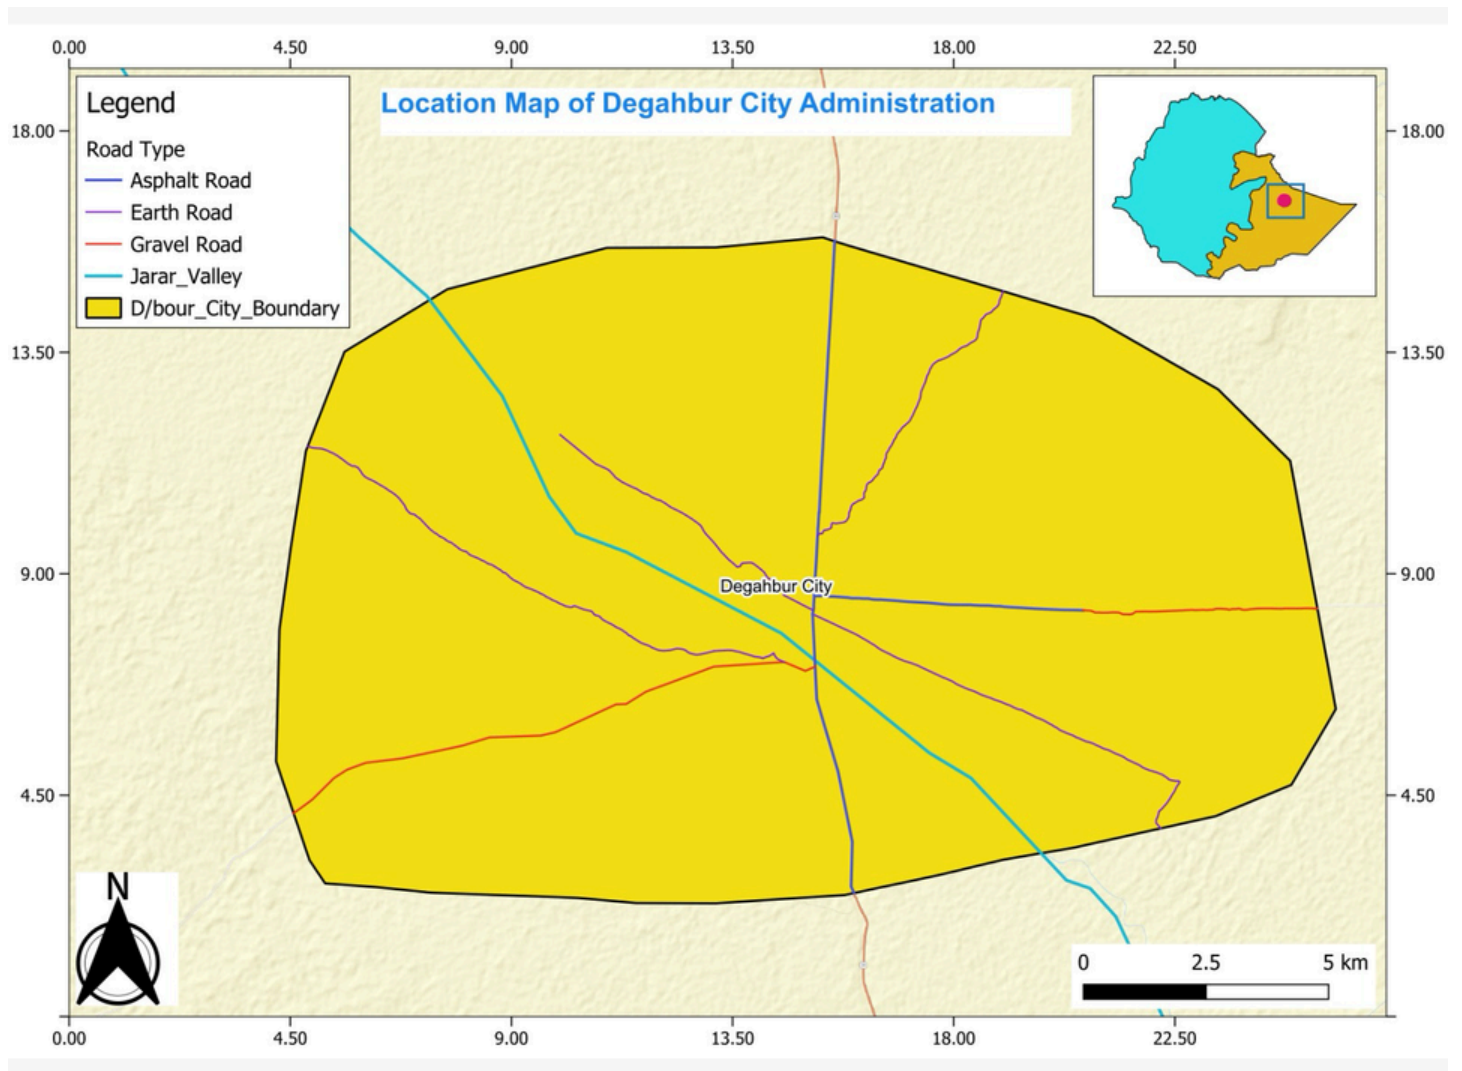 0.00 4.50 9.00 13.50 18.00 22.50
Legend
Location Map of Degahbur City Administration
Road Type
18.00 18.00
Asphalt Road
Earth Road
Gravel Road
Jarar_Valley
D/bour_City_Boundary
13.50 13.50
9.00 9.00
Degahbur City
4.50 4.50
N
0 2.5 5 km
0.00 4.50 9.00 13.50 18.00 22.50